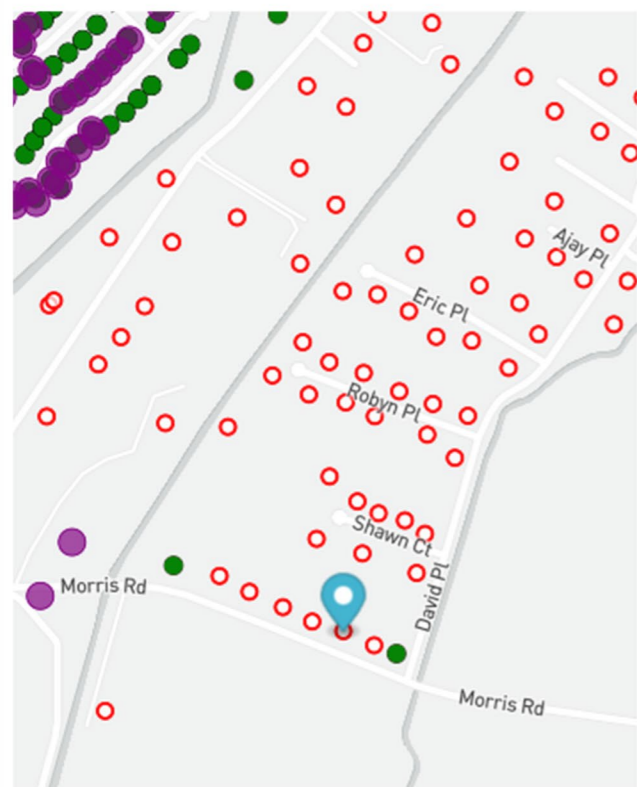 Ajay Pl
Eric Pl
Robyn Pl
Shawn Ct
David Pl
Morris Rd
Morris Rd